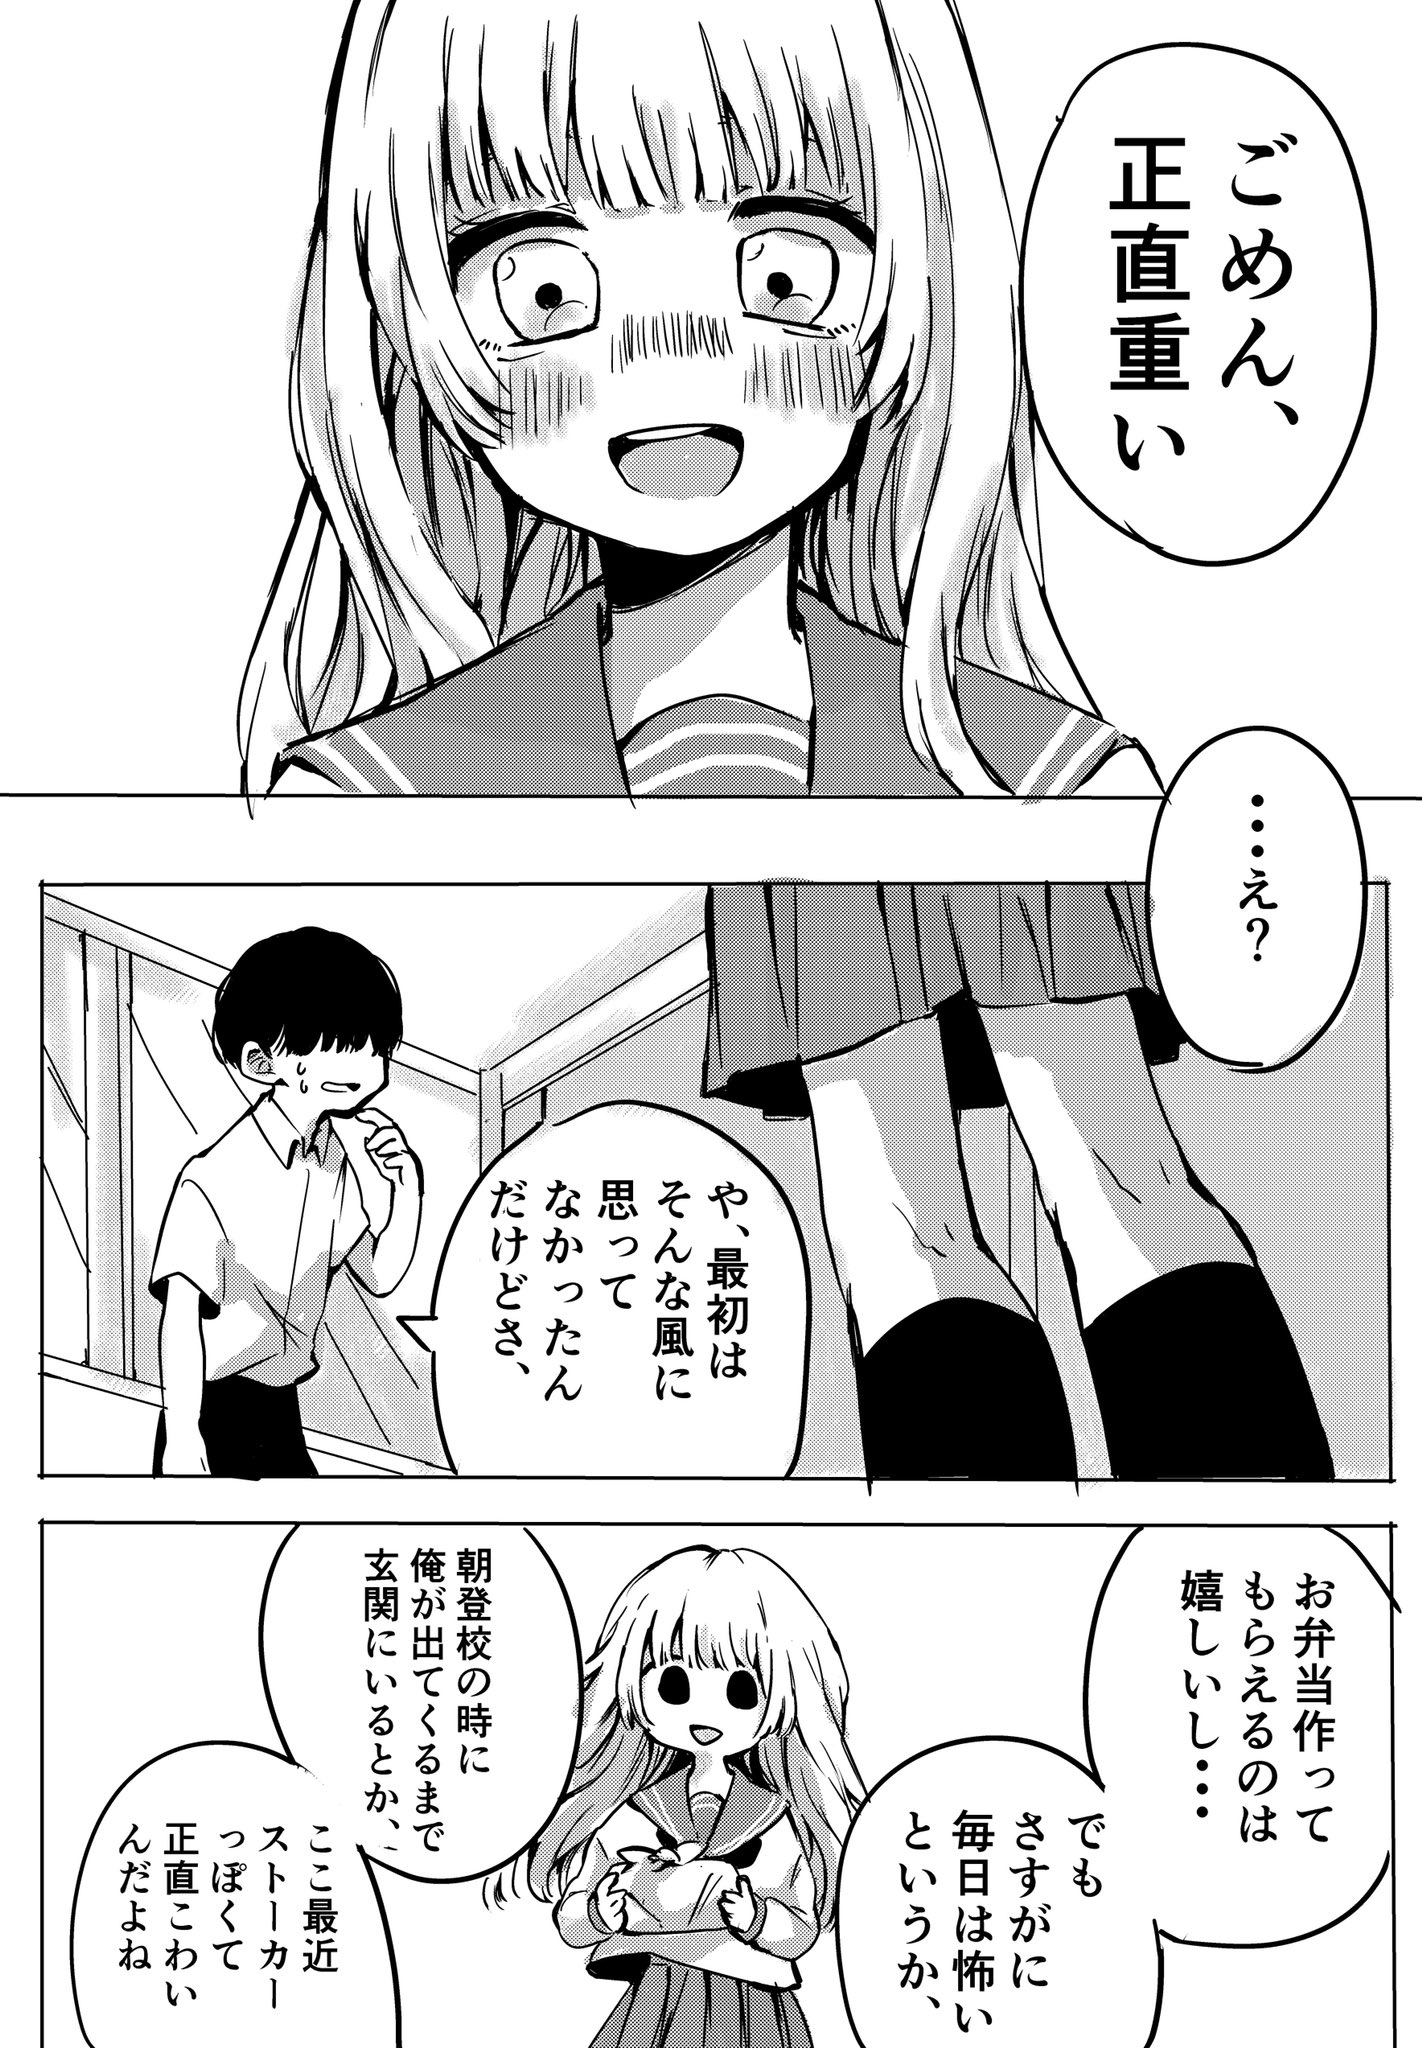 ごめん、
正直重い
…え?
や、最初は
そんな風に
思って
なかったん
だけどさ、
お弁当作って
もらえるのは
嬉しいし…
でも
さすがに
毎日は怖い
というか、
朝登校の時に
俺が出てくるまで
玄関にいるとか、
ここ最近
ストーカー
っぽくて
正直こわい
んだよね